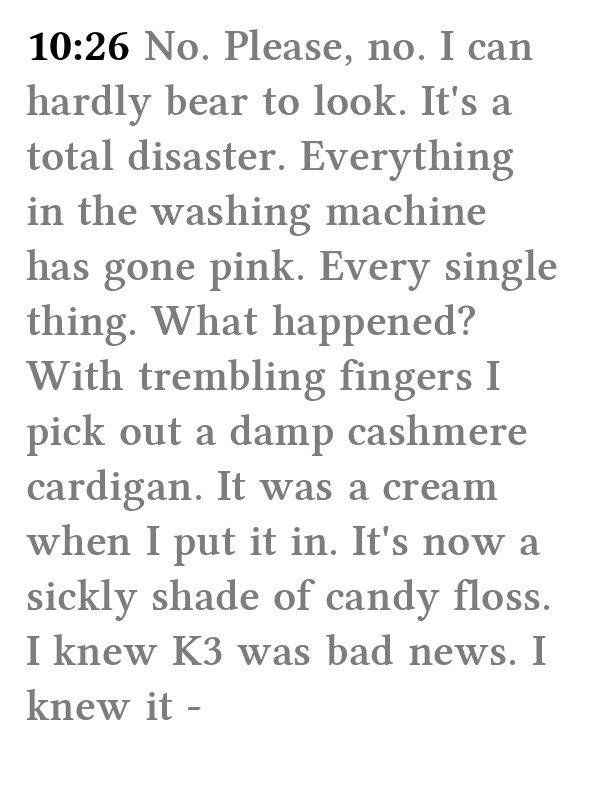 10:26 No. Please, no. I can
hardly bear to look. It's a
total disaster. Everything
in the washing machine
has gone pink. Every single
thing. What happened?
With trembling fingers I
pick out a damp cashmere
cardigan. It was a cream
when I put it in. It's now a
sickly shade of candy floss.
I knew K3 was bad news. I
knew it -